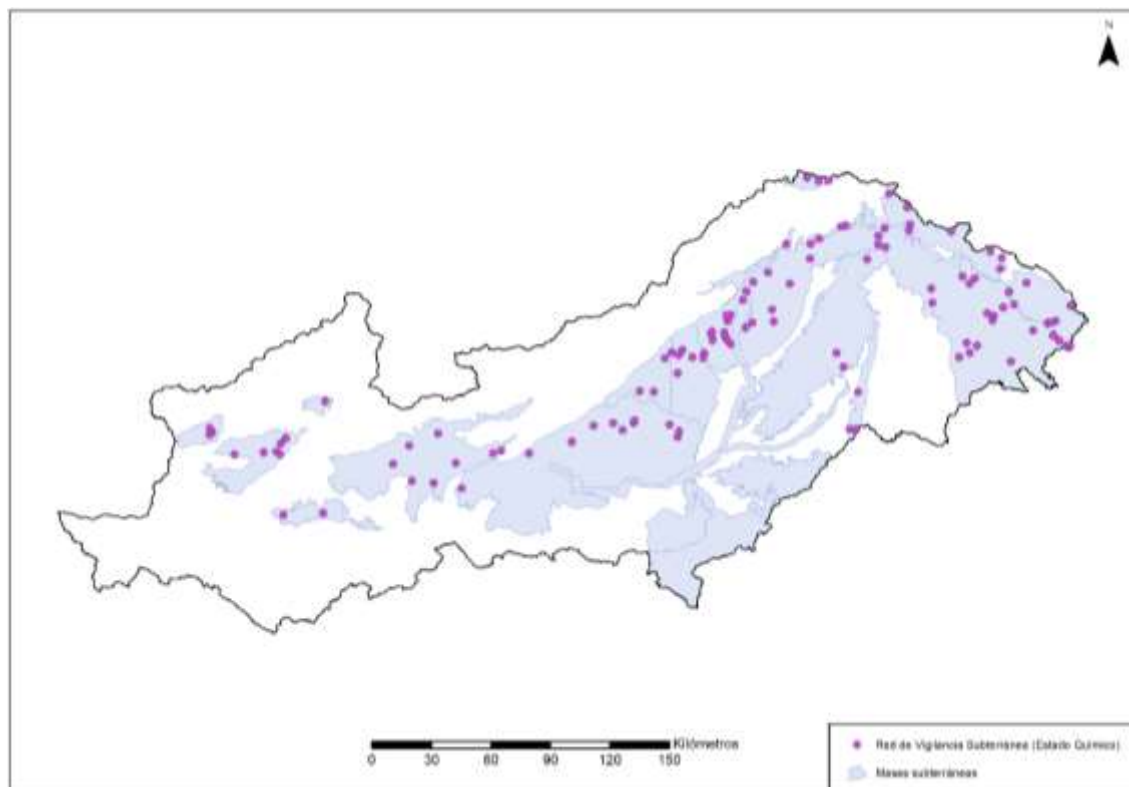 N
Kilómetros
0 30 60 90 120 150
Red de Vigilancia Subterránea (Estado Químico)
Masas subterráneas